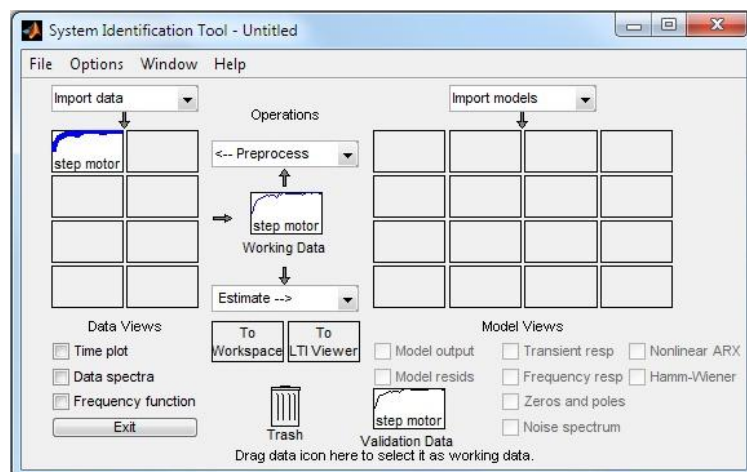 System Identification Tool - Untitled
File Options Window Help
Import data
Import models
Operations
step motor
<-- Preprocess
step motor
Working Data
Estimate -->
Data Views
To Workspace
To LTI Viewer
Model Views
Time plot
Data spectra
Frequency function
Exit
Model output
Transient resp
Nonlinear ARX
Model resids
Frequency resp
Hamm-Wiener
Zeros and poles
Noise spectrum
Trash
step motor
Validation Data
Drag data icon here to select it as working data.